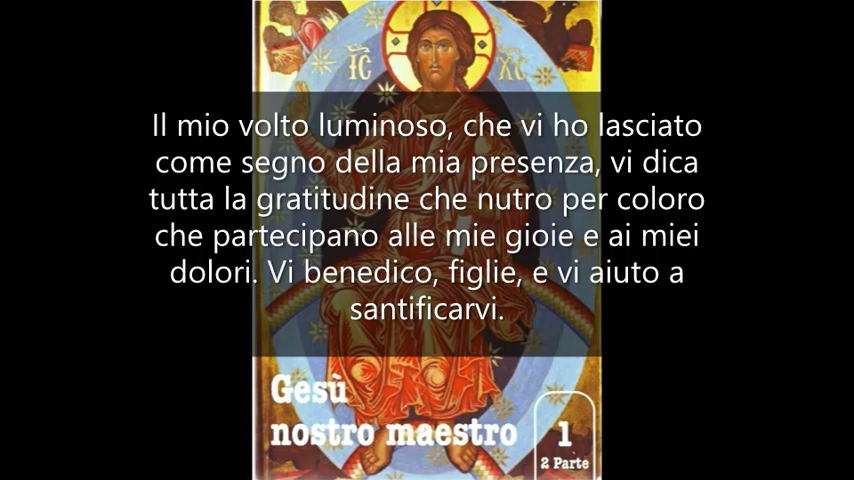 IC XC
Il mio volto luminoso, che vi ho lasciato
come segno della mia presenza, vi dica
tutta la gratitudine che nutro per coloro
che partecipano alle mie gioie e ai miei
dolori. Vi benedico, figlie, e vi aiuto a
santificarvi.
Gesù
nostro maestro
1
2 Parte